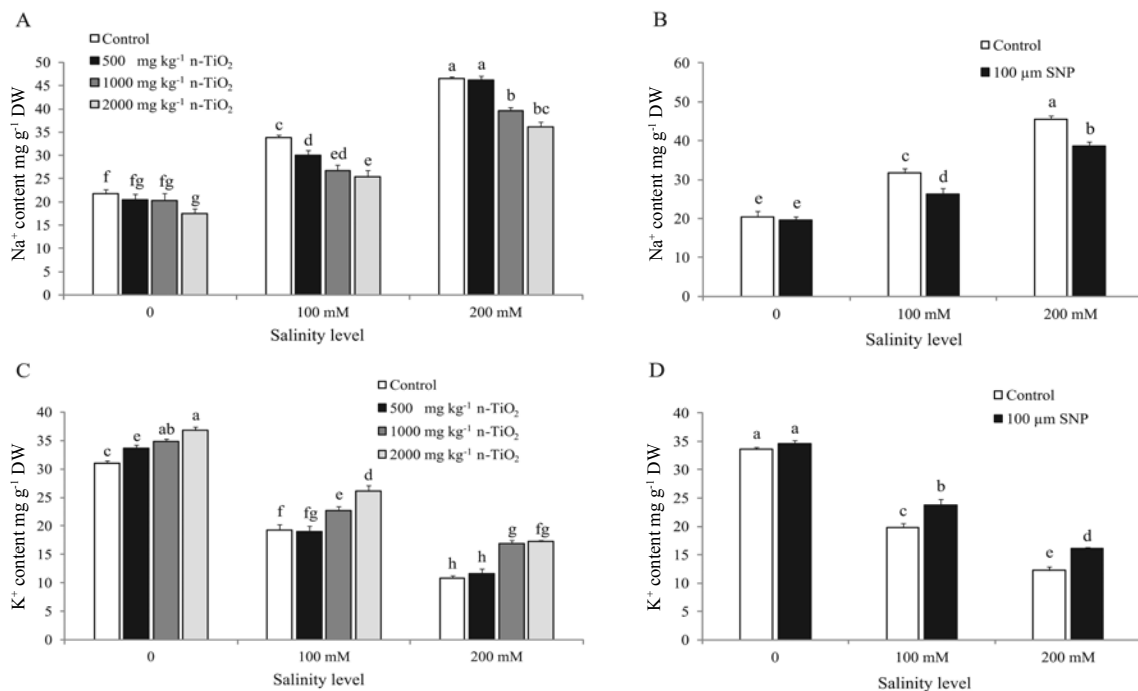 A
Control
500 mg kg⁻¹ n-TiO₂
1000 mg kg⁻¹ n-TiO₂
2000 mg kg⁻¹ n-TiO₂
Na⁺ content mg g⁻¹ DW
50
45
40
35
30
25
20
15
10
5
0
f fg fg g
c d ed e
a a b bc
0 100 mM 200 mM
Salinity level
B
Control
100 µm SNP
Na⁺ content mg g⁻¹ DW
60
50
40
30
20
10
0
e e
c d
a b
0 100 mM 200 mM
Salinity level
C
Control
500 mg kg⁻¹ n-TiO₂
1000 mg kg⁻¹ n-TiO₂
2000 mg kg⁻¹ n-TiO₂
K⁺ content mg g⁻¹ DW
40
35
30
25
20
15
10
5
0
c e ab a
f fg e d
h h g fg
0 100 mM 200 mM
Salinity level
D
Control
100 µm SNP
K⁺ content mg g⁻¹ DW
40
35
30
25
20
15
10
5
0
a a
c b
e d
0 100 mM 200 mM
Salinity level